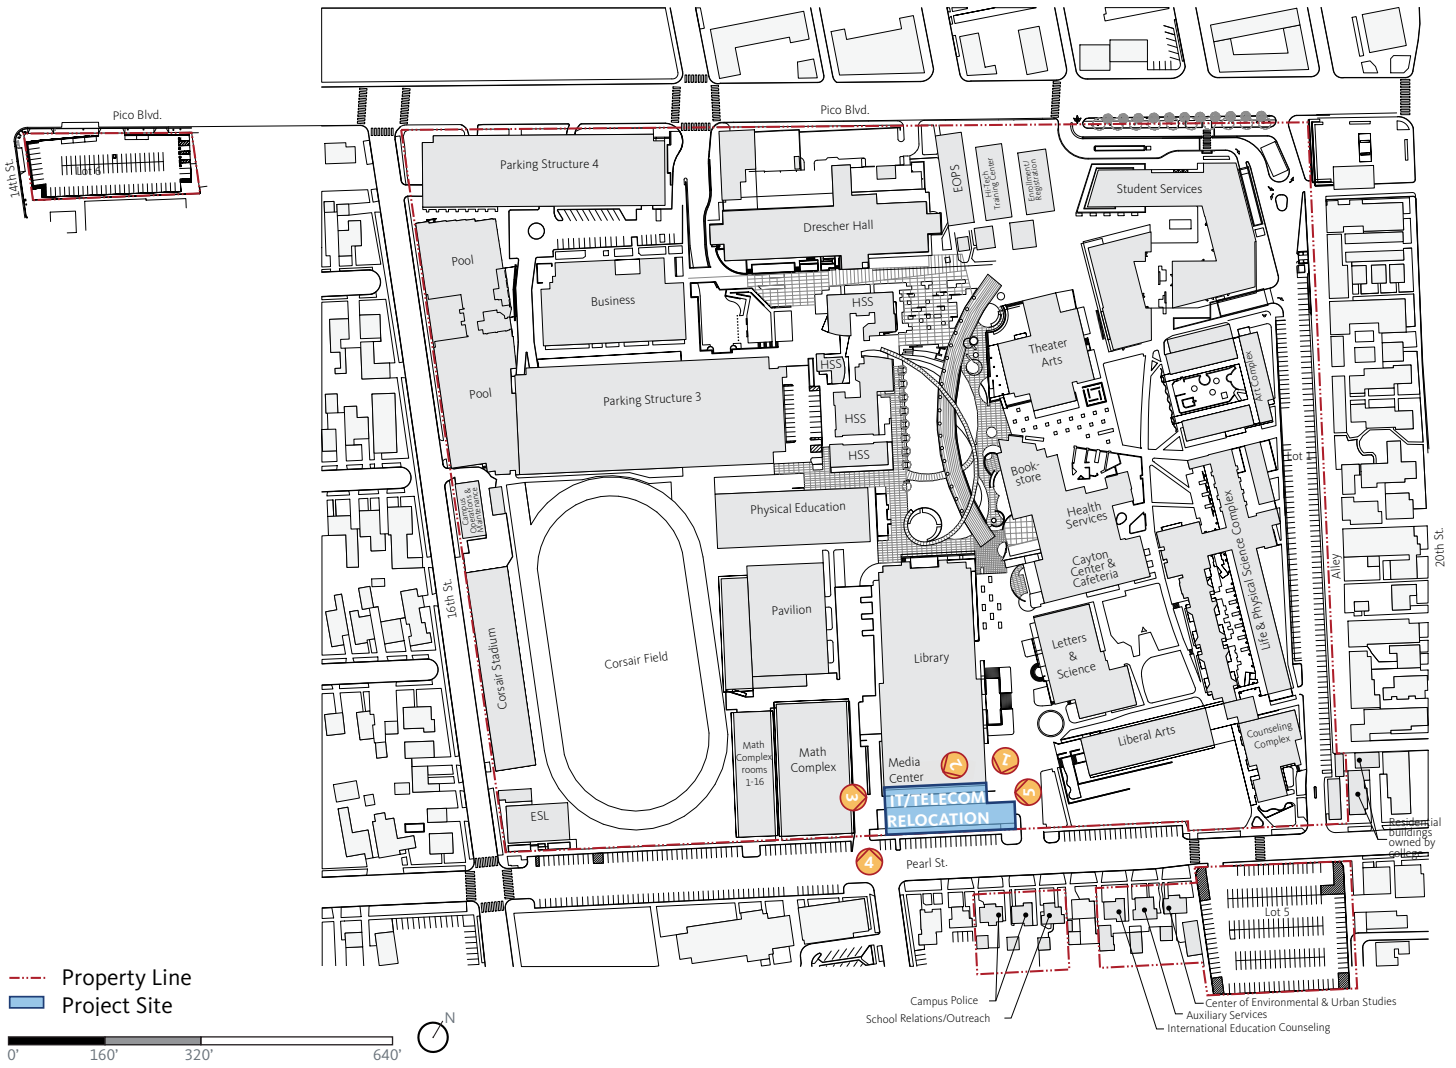 Pico Blvd.
Pico Blvd.
14th St.
Lot 6
Parking Structure 4
EOPS
Hi-Tech
Training Center
Enrollment/
Registration
Student Services
Drescher Hall
Pool
Business
HSS
Theater
Arts
HSS
Art Complex
Pool
Parking Structure 3
HSS
HSS
Book-
store
Lot 1
Campus
Operations &
Maintenance
Physical Education
Health
Services
Life & Physical Science Complex
Cayton
Center &
Cafeteria
Alley
20th St.
16th St.
Pavilion
Corsair Stadium
Corsair Field
Library
Letters
&
Science
Liberal Arts
Counseling
Complex
Math
Complex
rooms
1-16
Math
Complex
Media
Center
2
1
3
5
IT/TELECOM
RELOCATION
ESL
4
Pearl St.
Residential
buildings
owned by
college
Lot 5
Campus Police
School Relations/Outreach
Center of Environmental & Urban Studies
Auxiliary Services
International Education Counseling
Property Line
Project Site
N
0'
160'
320'
640'